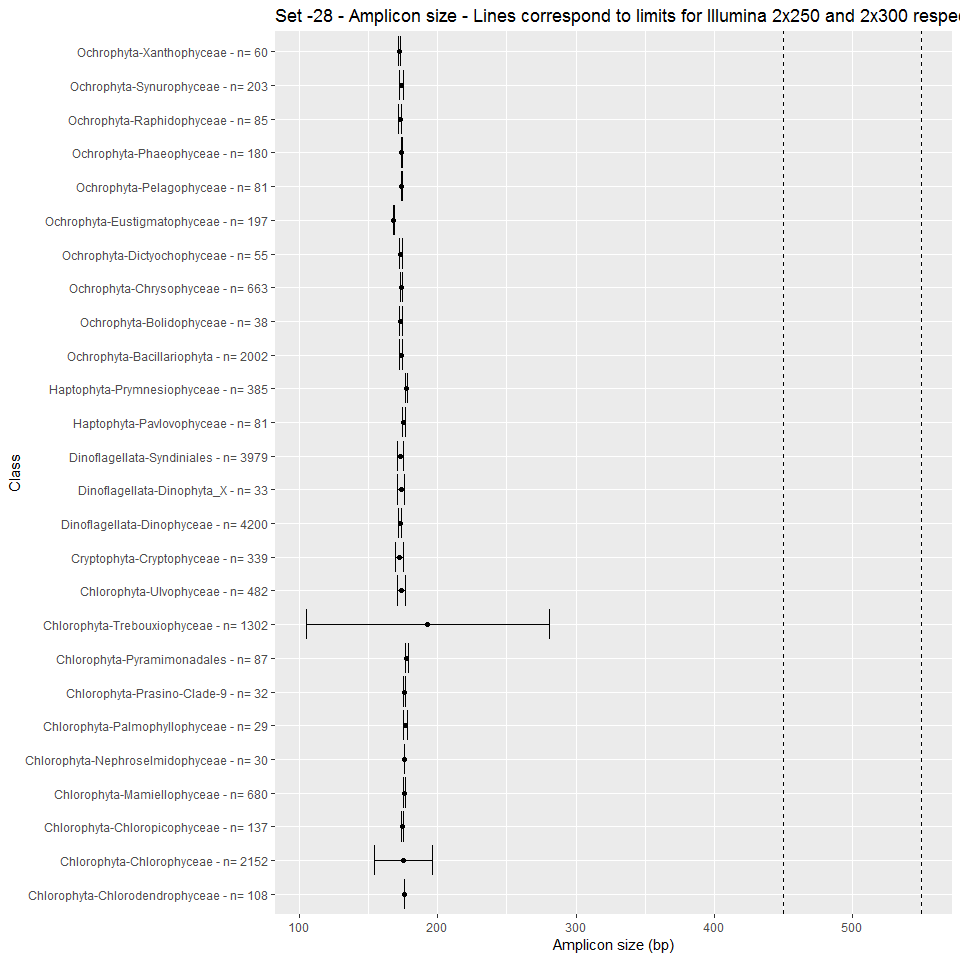 Set -28 - Amplicon size - Lines correspond to limits for Illumina 2x250 and 2x300 respe
Class
Ochrophyta-Xanthophyceae - n= 60
Ochrophyta-Synurophyceae - n= 203
Ochrophyta-Raphidophyceae - n= 85
Ochrophyta-Phaeophyceae - n= 180
Ochrophyta-Pelagophyceae - n= 81
Ochrophyta-Eustigmatophyceae - n= 197
Ochrophyta-Dictyochophyceae - n= 55
Ochrophyta-Chrysophyceae - n= 663
Ochrophyta-Bolidophyceae - n= 38
Ochrophyta-Bacillariophyta - n= 2002
Haptophyta-Prymnesiophyceae - n= 385
Haptophyta-Pavlovophyceae - n= 81
Dinoflagellata-Syndiniales - n= 3979
Dinoflagellata-Dinophyta_X - n= 33
Dinoflagellata-Dinophyceae - n= 4200
Cryptophyta-Cryptophyceae - n= 339
Chlorophyta-Ulvophyceae - n= 482
Chlorophyta-Trebouxiophyceae - n= 1302
Chlorophyta-Pyramimonadales - n= 87
Chlorophyta-Prasino-Clade-9 - n= 32
Chlorophyta-Palmophyllophyceae - n= 29
Chlorophyta-Nephroselmidophyceae - n= 30
Chlorophyta-Mamiellophyceae - n= 680
Chlorophyta-Chloropicophyceae - n= 137
Chlorophyta-Chlorophyceae - n= 2152
Chlorophyta-Chlorodendrophyceae - n= 108
100 200 300 400 500
Amplicon size (bp)